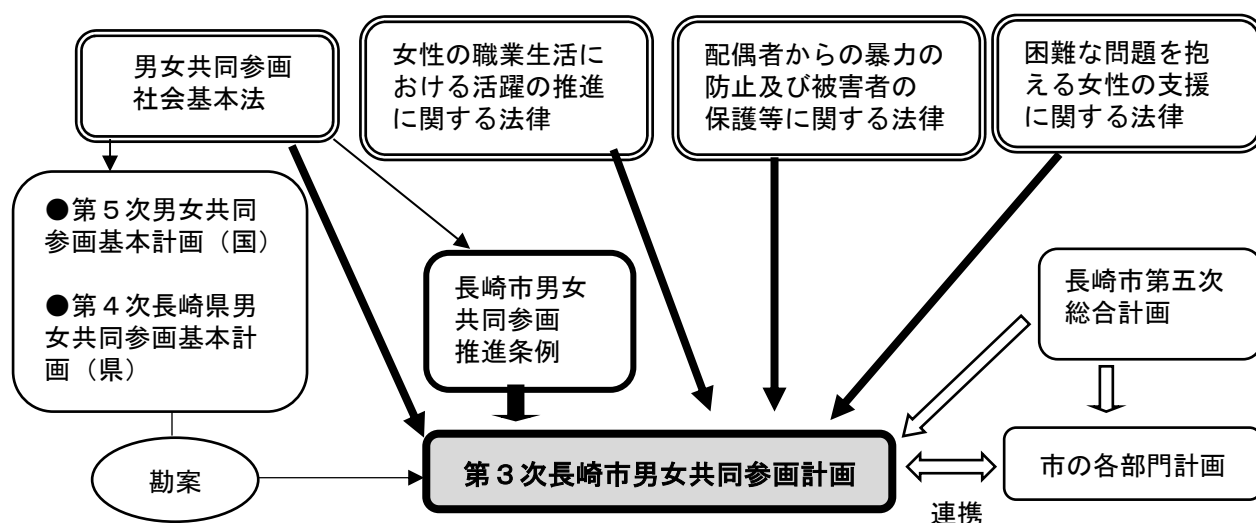 男女共同参画
社会基本法
女性の職業生活に
おける活躍の推進
に関する法律
配偶者からの暴力の
防止及び被害者の
保護等に関する法律
困難な問題を抱
える女性の支援
に関する法律
●第５次男女共同
参画基本計画（国）
●第４次長崎県男
女共同参画基本計
画（県）
長崎市男女
共同参画
推進条例
長崎市第五次
総合計画
勘案
第３次長崎市男女共同参画計画
市の各部門計画
連携